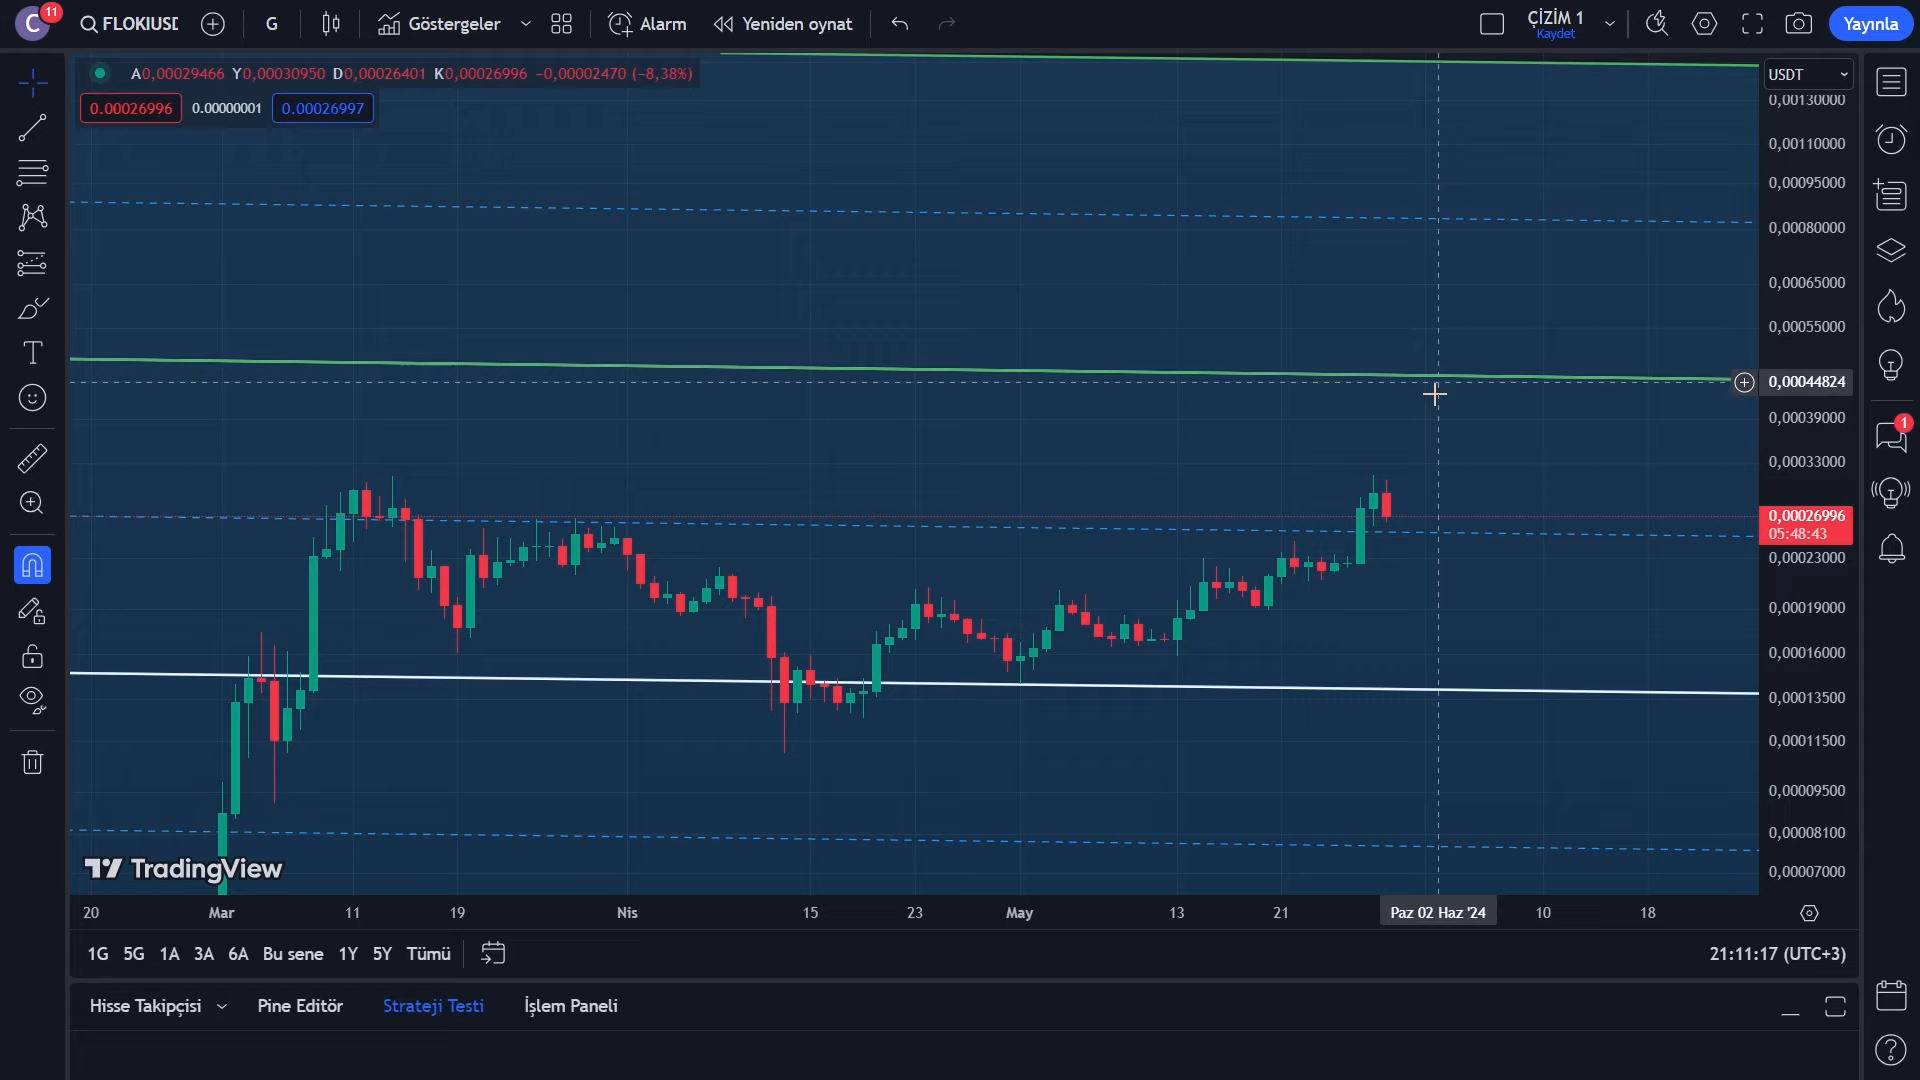 C 11 FLOKIUSD G Göstergeler Alarm Yeniden oynat ÇİZİM 1 Kaydet Yayınla
A0,00029466 Y0,00030950 D0,00026401 K0,00026996 −0,00002470 (−8,38%)
0.00026996 0.00000001 0.00026997
USDT
0,00130000
0,00110000
0,00095000
0,00080000
0,00065000
0,00055000
0,00044824
0,00039000
0,00033000
0,00026996
05:48:43
0,00023000
0,00019000
0,00016000
0,00013500
0,00011500
0,00009500
0,00008100
0,00007000
1
TradingView
20 Mar 11 19 Nis 15 23 May 13 21 Paz 02 Haz '24 10 18
1G 5G 1A 3A 6A Bu sene 1Y 5Y Tümü 21:11:17 (UTC+3)
Hisse Takipçisi Pine Editör Strateji Testi İşlem Paneli